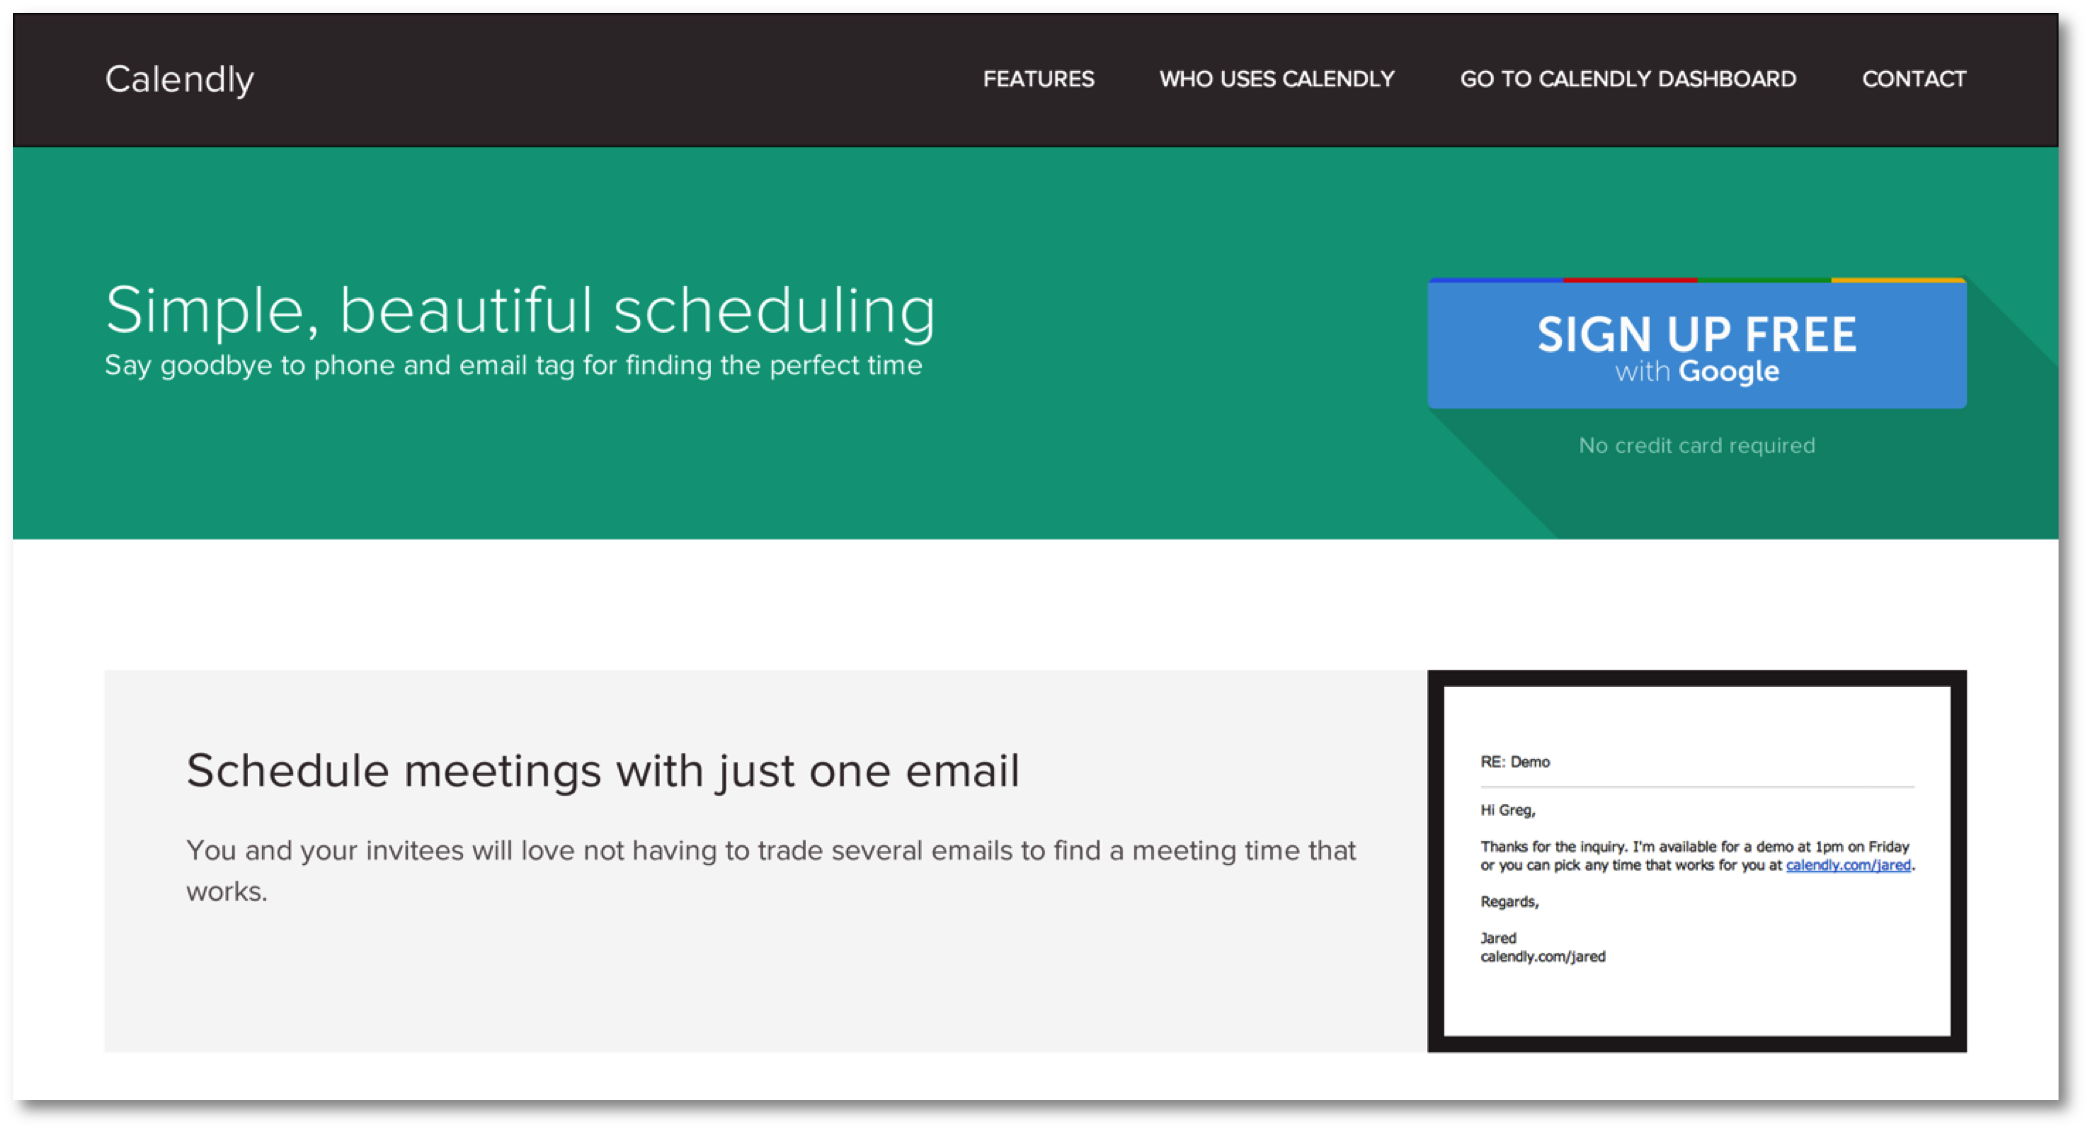 Calendly
FEATURES
WHO USES CALENDLY
GO TO CALENDLY DASHBOARD
CONTACT
Simple, beautiful scheduling
Say goodbye to phone and email tag for finding the perfect time
SIGN UP FREE
with Google
No credit card required
Schedule meetings with just one email
You and your invitees will love not having to trade several emails to find a meeting time that
works.
RE: Demo
Hi Greg,
Thanks for the inquiry. I'm available for a demo at 1pm on Friday
or you can pick any time that works for you at calendly.com/jared.
Regards,
Jared
calendly.com/jared